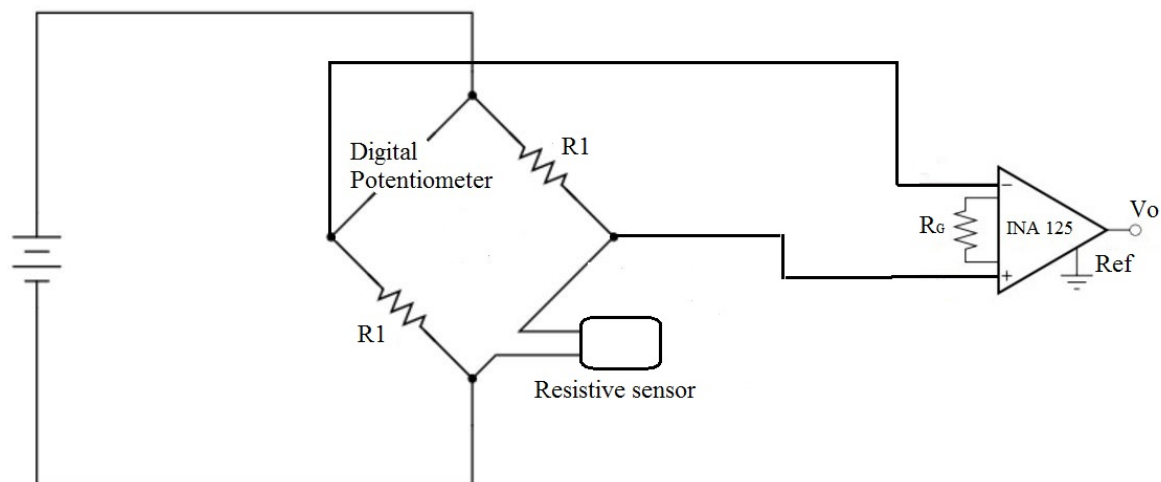 R1
Digital
Potentiometer
Vo
RG
INA 125
−
+
Ref
R1
Resistive sensor